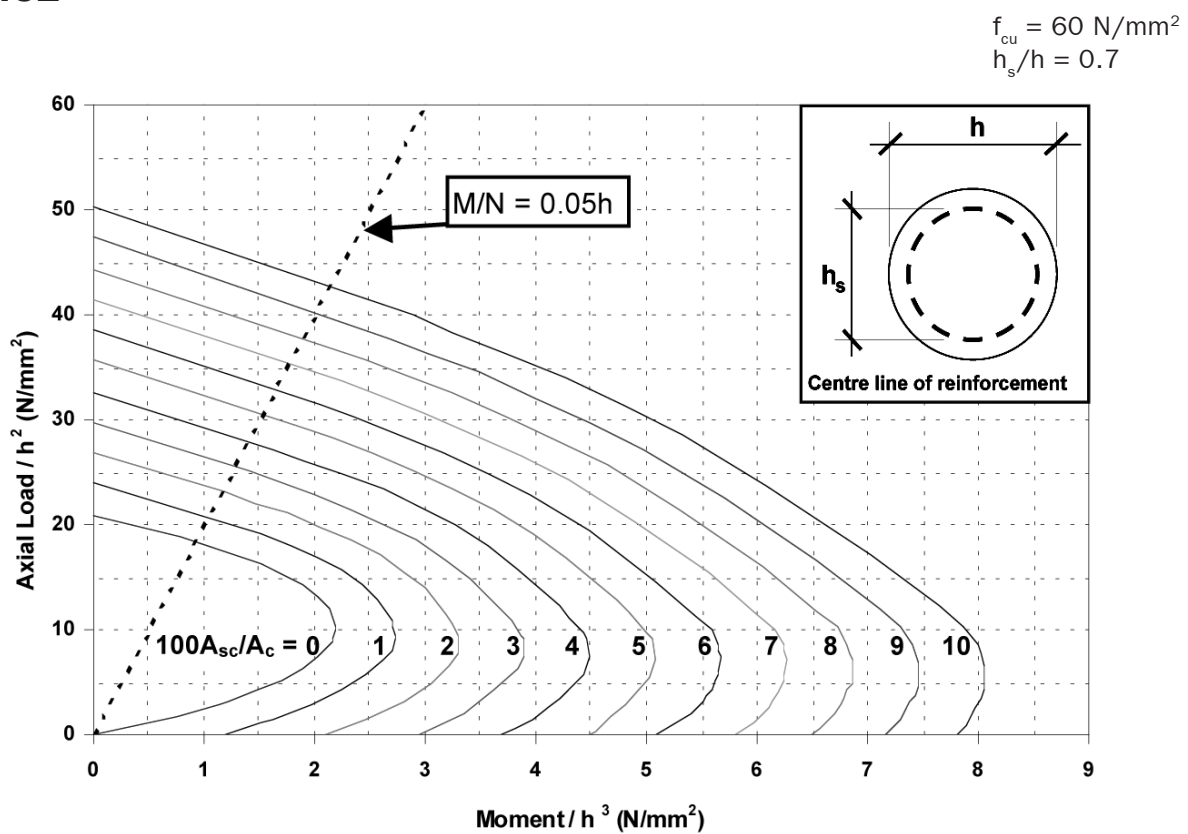 f_cu = 60 N/mm²
h_s/h = 0.7
60
50
40
30
20
10
0
Axial Load / h² (N/mm²)
M/N = 0.05h
h
h_s
Centre line of reinforcement
100A_sc/A_c = 0 1 2 3 4 5 6 7 8 9 10
0 1 2 3 4 5 6 7 8 9
Moment / h ³ (N/mm²)